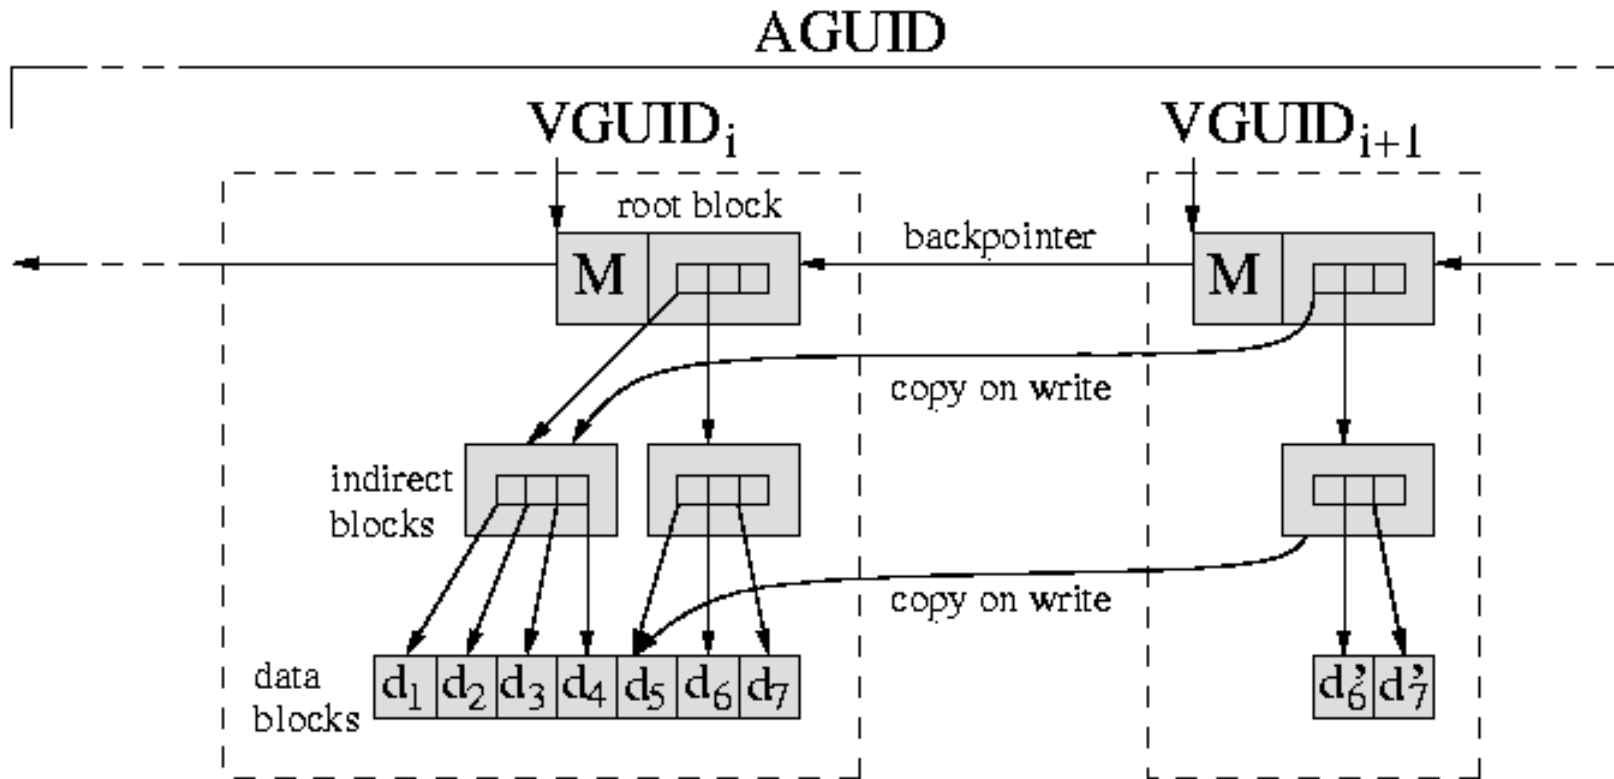 AGUID
VGUIDi VGUIDi+1
root block
backpointer
M M
copy on write
indirect
blocks
copy on write
data
blocks
d1 d2 d3 d4 d5 d6 d7 d'6 d'7